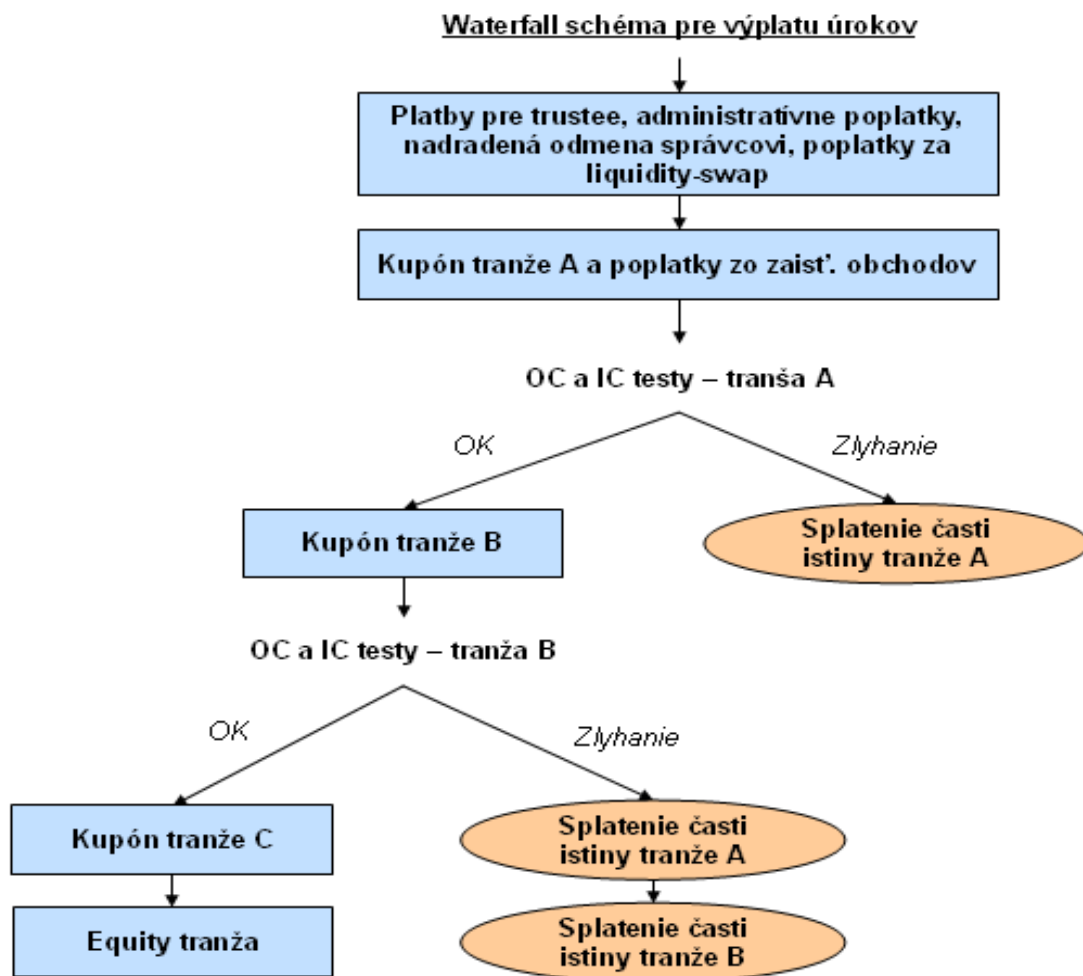 Waterfall schéma pre výplatu úrokov
Platby pre trustee, administratívne poplatky,
nadradená odmena správcovi, poplatky za
liquidity-swap
Kupón tranže A a poplatky zo zaisť. obchodov
OC a IC testy – tranša A
OK
Zlyhanie
Kupón tranže B
Splatenie časti
istiny tranže A
OC a IC testy – tranža B
OK
Zlyhanie
Kupón tranže C
Splatenie časti
istiny tranže A
Equity tranža
Splatenie časti
istiny tranže B